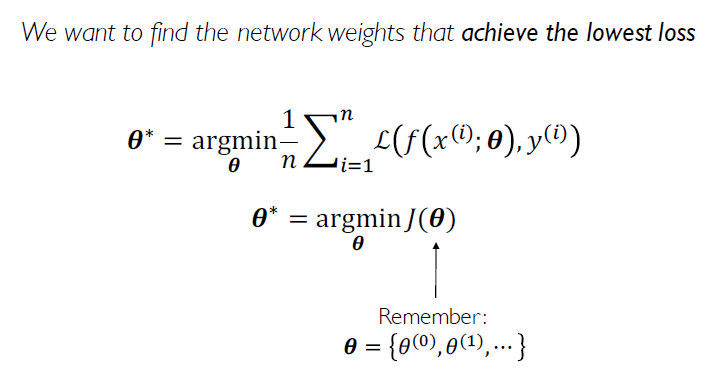 We want to find the network weights that achieve the lowest loss
𝜽* = argmin_𝜽 1/n ∑_{i=1}^{n} ℒ(f(x^{(i)}; 𝜽), y^{(i)})
𝜽* = argmin_𝜽 J(𝜽)
Remember:
𝜽 = {θ^{(0)}, θ^{(1)}, ⋯}